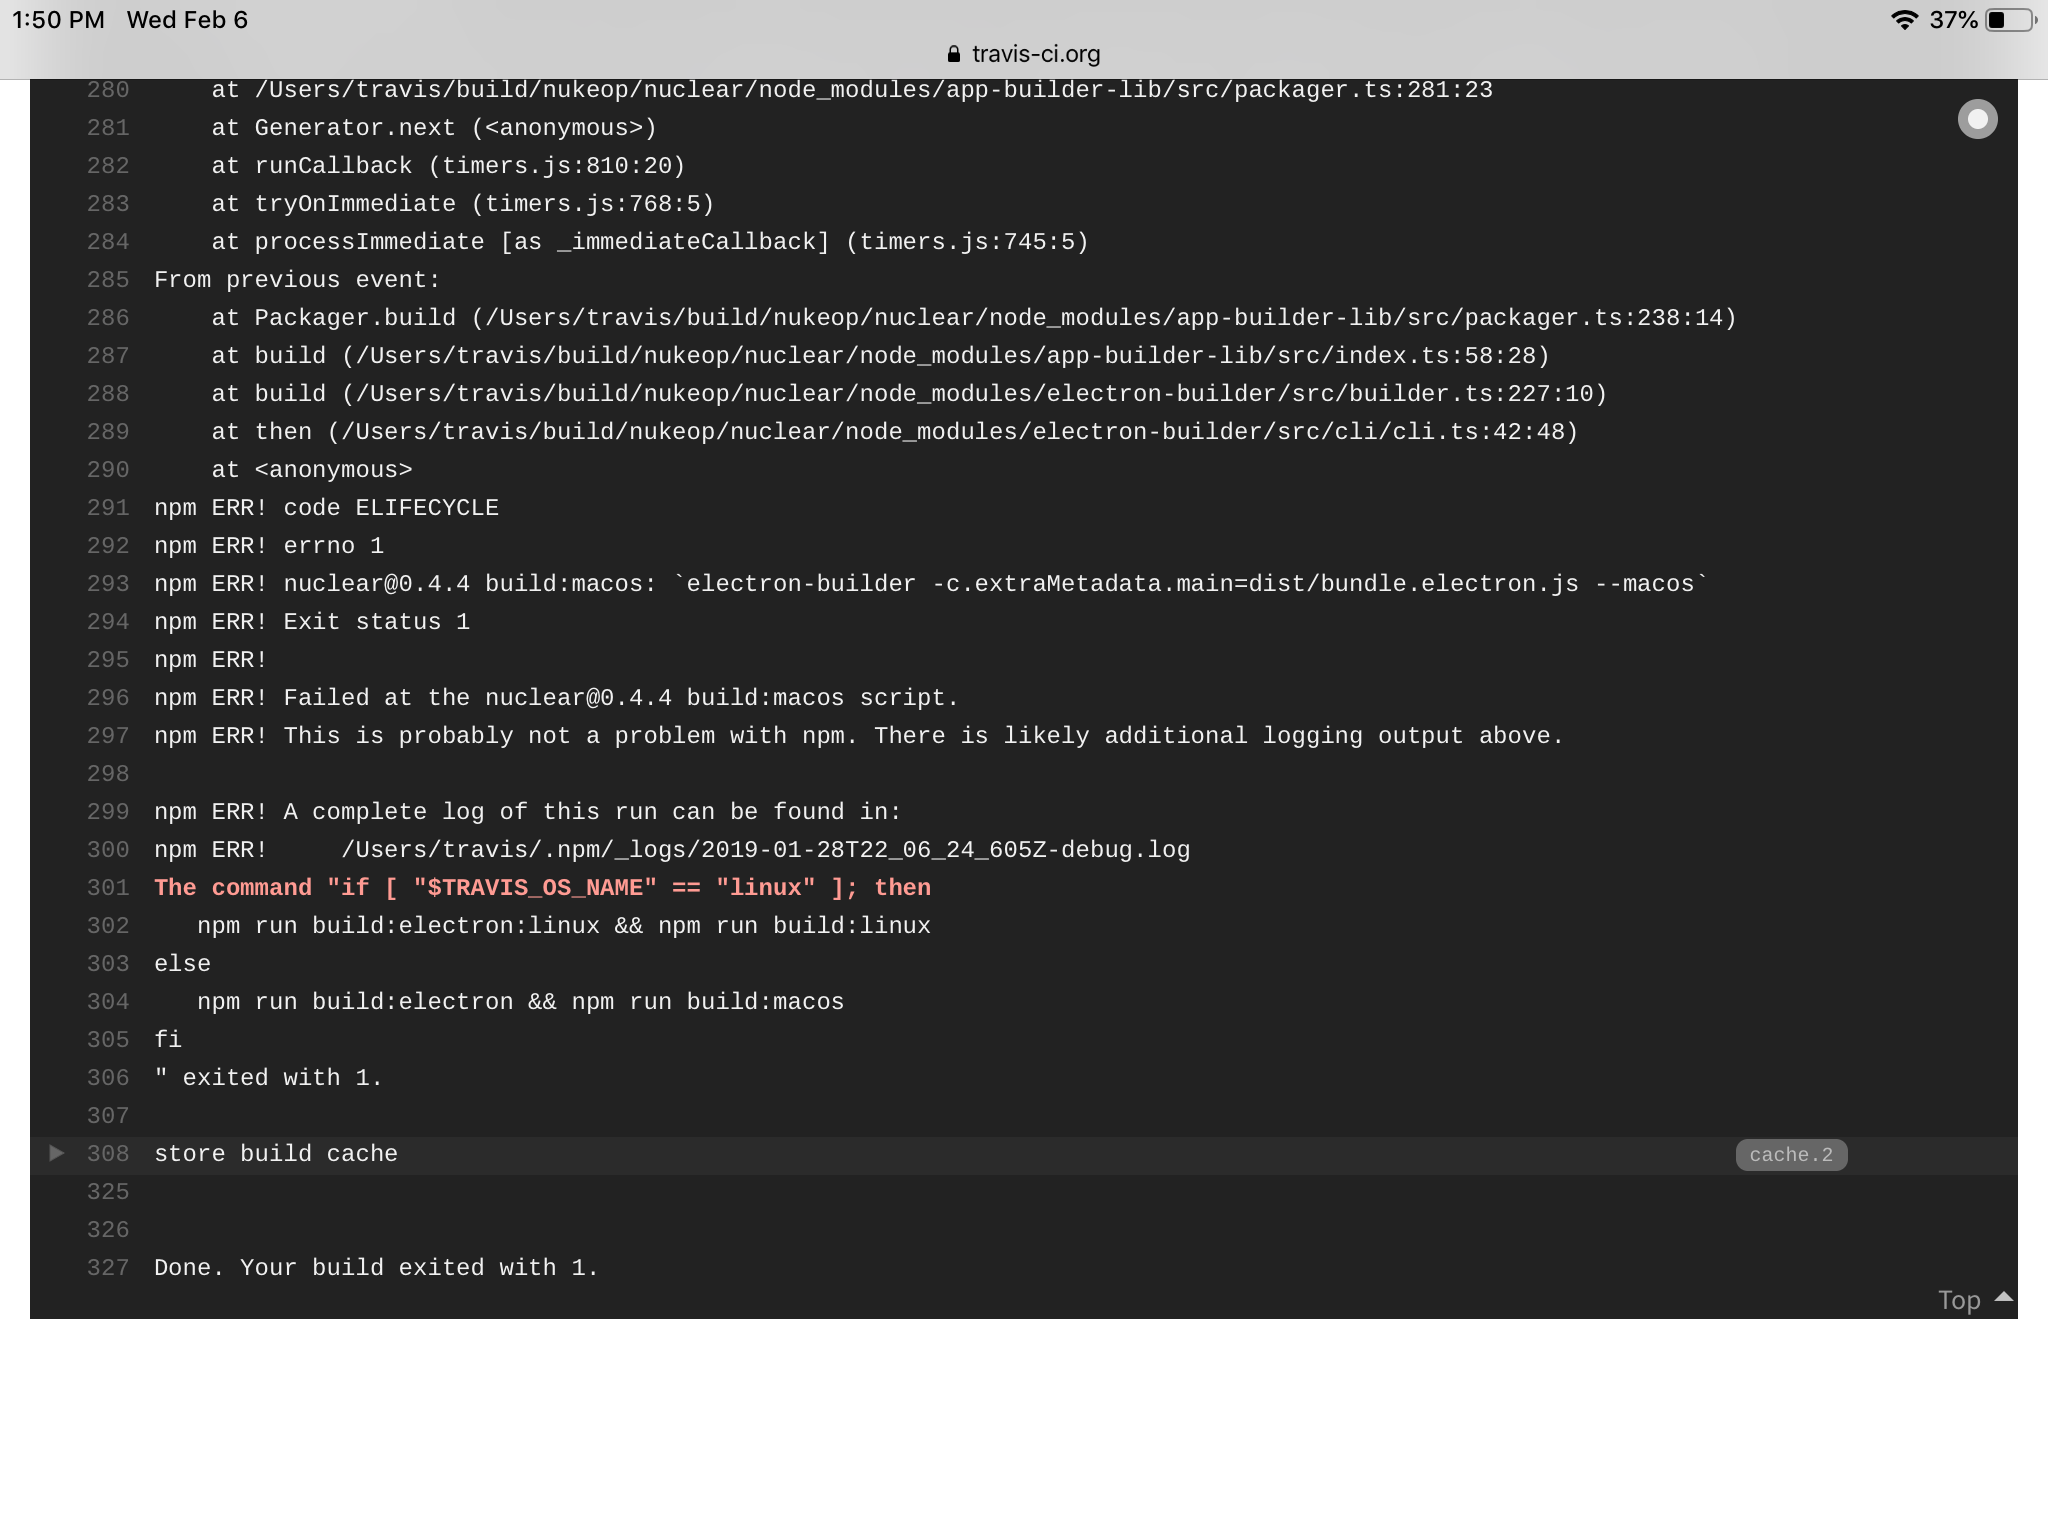 1:50 PM Wed Feb 6 37%
travis-ci.org
280 at /Users/travis/build/nukeop/nuclear/node_modules/app-builder-lib/src/packager.ts:281:23
281 at Generator.next (<anonymous>)
282 at runCallback (timers.js:810:20)
283 at tryOnImmediate (timers.js:768:5)
284 at processImmediate [as _immediateCallback] (timers.js:745:5)
285 From previous event:
286 at Packager.build (/Users/travis/build/nukeop/nuclear/node_modules/app-builder-lib/src/packager.ts:238:14)
287 at build (/Users/travis/build/nukeop/nuclear/node_modules/app-builder-lib/src/index.ts:58:28)
288 at build (/Users/travis/build/nukeop/nuclear/node_modules/electron-builder/src/builder.ts:227:10)
289 at then (/Users/travis/build/nukeop/nuclear/node_modules/electron-builder/src/cli/cli.ts:42:48)
290 at <anonymous>
291 npm ERR! code ELIFECYCLE
292 npm ERR! errno 1
293 npm ERR! nuclear@0.4.4 build:macos: `electron-builder -c.extraMetadata.main=dist/bundle.electron.js --macos`
294 npm ERR! Exit status 1
295 npm ERR!
296 npm ERR! Failed at the nuclear@0.4.4 build:macos script.
297 npm ERR! This is probably not a problem with npm. There is likely additional logging output above.
298
299 npm ERR! A complete log of this run can be found in:
300 npm ERR!     /Users/travis/.npm/_logs/2019-01-28T22_06_24_605Z-debug.log
301 The command "if [ "$TRAVIS_OS_NAME" == "linux" ]; then
302 npm run build:electron:linux && npm run build:linux
303 else
304 npm run build:electron && npm run build:macos
305 fi
306 " exited with 1.
307
308 store build cache cache.2
325
326
327 Done. Your build exited with 1.
Top